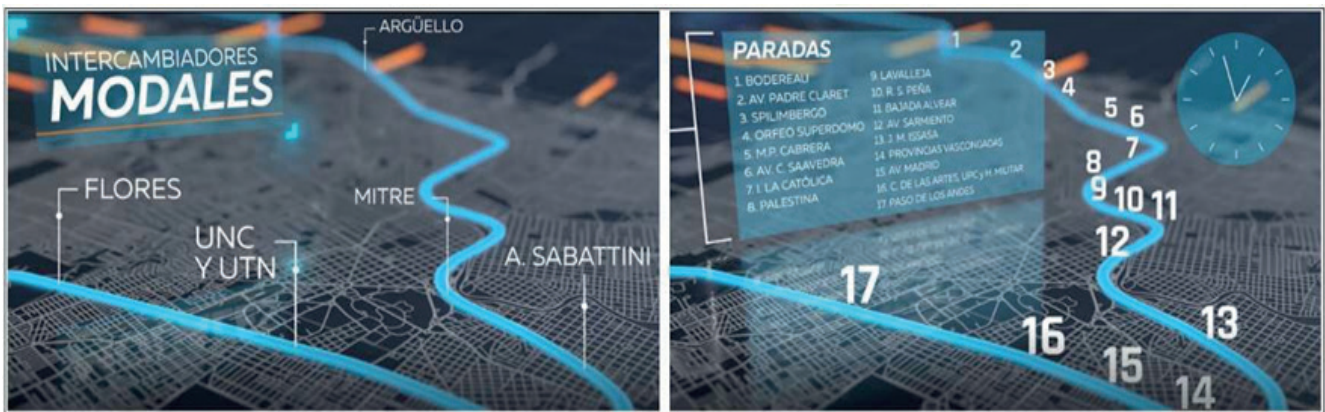 INTERCAMBIADORES
MODALES
ARGÜELLO
FLORES
MITRE
UNC
Y UTN
A. SABATTINI
PARADAS
1. BODEREAU
2. AV. PADRE CLARET
3. SPILIMBERGO
4. ORFEO SUPERDOMO
5. M.P. CABRERA
6. AV. C. SAAVEDRA
7. I. LA CATÓLICA
8. PALESTINA
9. LAVALLEJA
10. R. S. PEÑA
11. BAJADA ALVEAR
12. AV. SARMIENTO
13. J. M. ISSASA
14. PROVINCIAS VASCONGADAS
15. AV. MADRID
16. C. DE LAS ARTES, UPC y H. MILITAR
17. PASO DE LOS ANDES
1
2
3
4
5
6
7
8
9
10
11
12
17
13
16
15
14